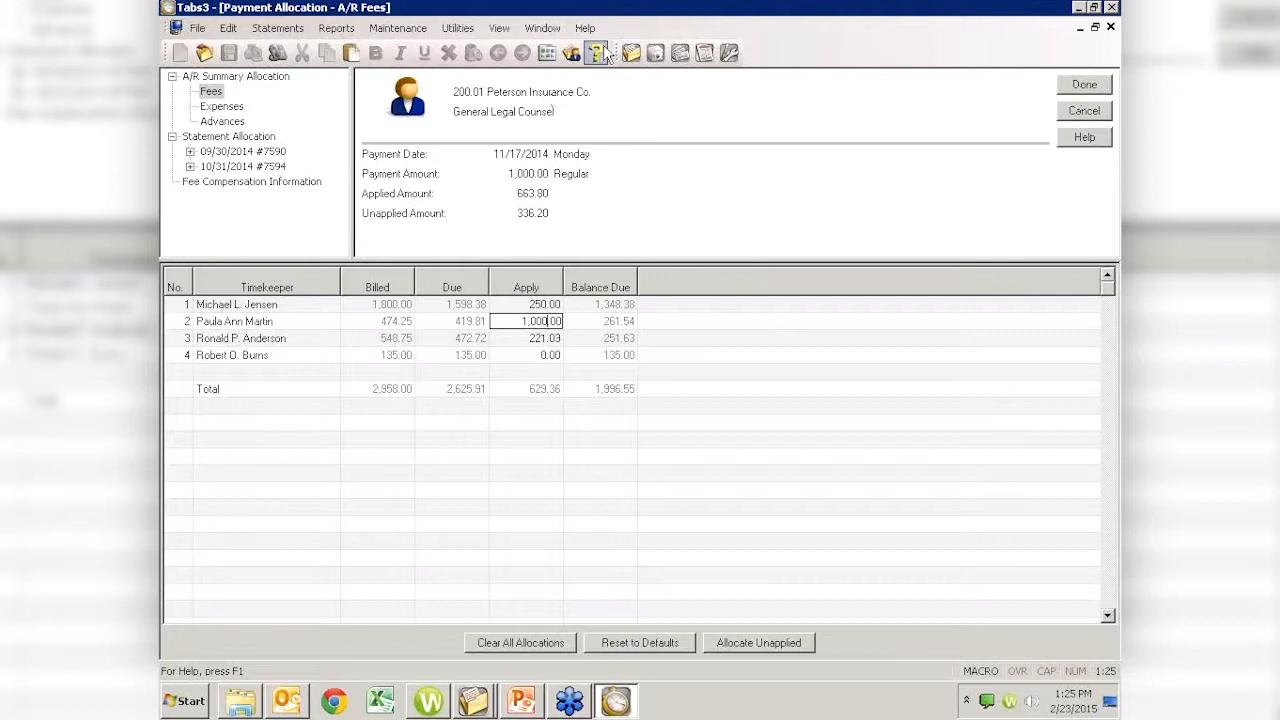 Tabs3 - [Payment Allocation - A/R Fees]
File Edit Statements Reports Maintenance Utilities View Window Help
A/R Summary Allocation
Fees
Expenses
Advances
Statement Allocation
09/30/2014 #7590
10/31/2014 #7594
Fee Compensation Information
200.01 Peterson Insurance Co.
General Legal Counsel
Done
Cancel
Help
Payment Date: 11/17/2014 Monday
Payment Amount: 1,000.00 Regular
Applied Amount: 663.80
Unapplied Amount: 336.20
No. Timekeeper Billed Due Apply Balance Due
1 Michael L. Jensen 1,800.00 1,598.38 250.00 1,348.38
2 Paula Ann Martin 474.25 419.81 1,000.00 261.54
3 Ronald P. Anderson 548.75 472.72 221.09 251.63
4 Robert O. Burns 135.00 135.00 0.00 135.00
Total 2,958.00 2,625.91 629.36 1,996.55
Clear All Allocations Reset to Defaults Allocate Unapplied
For Help, press F1 MACRO OVR CAP NUM 1:25
Start
1:25 PM
2/23/2015